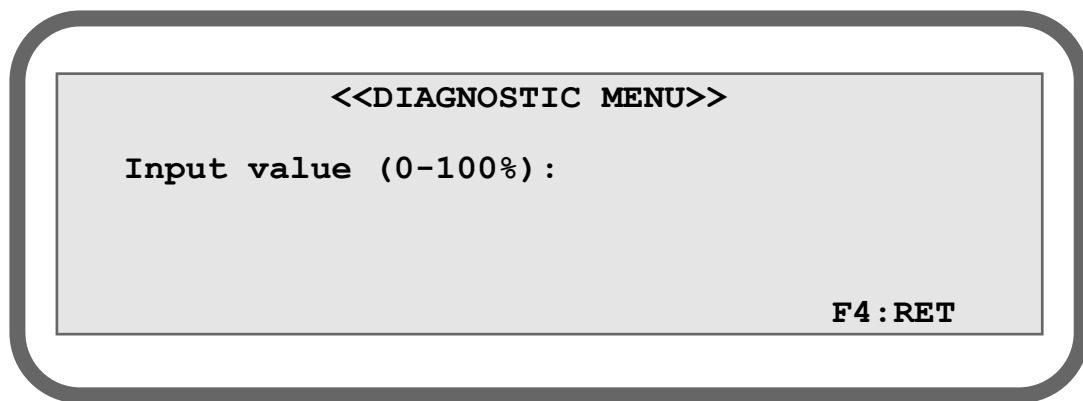 <<DIAGNOSTIC MENU>>
Input value (0-100%):
F4:RET